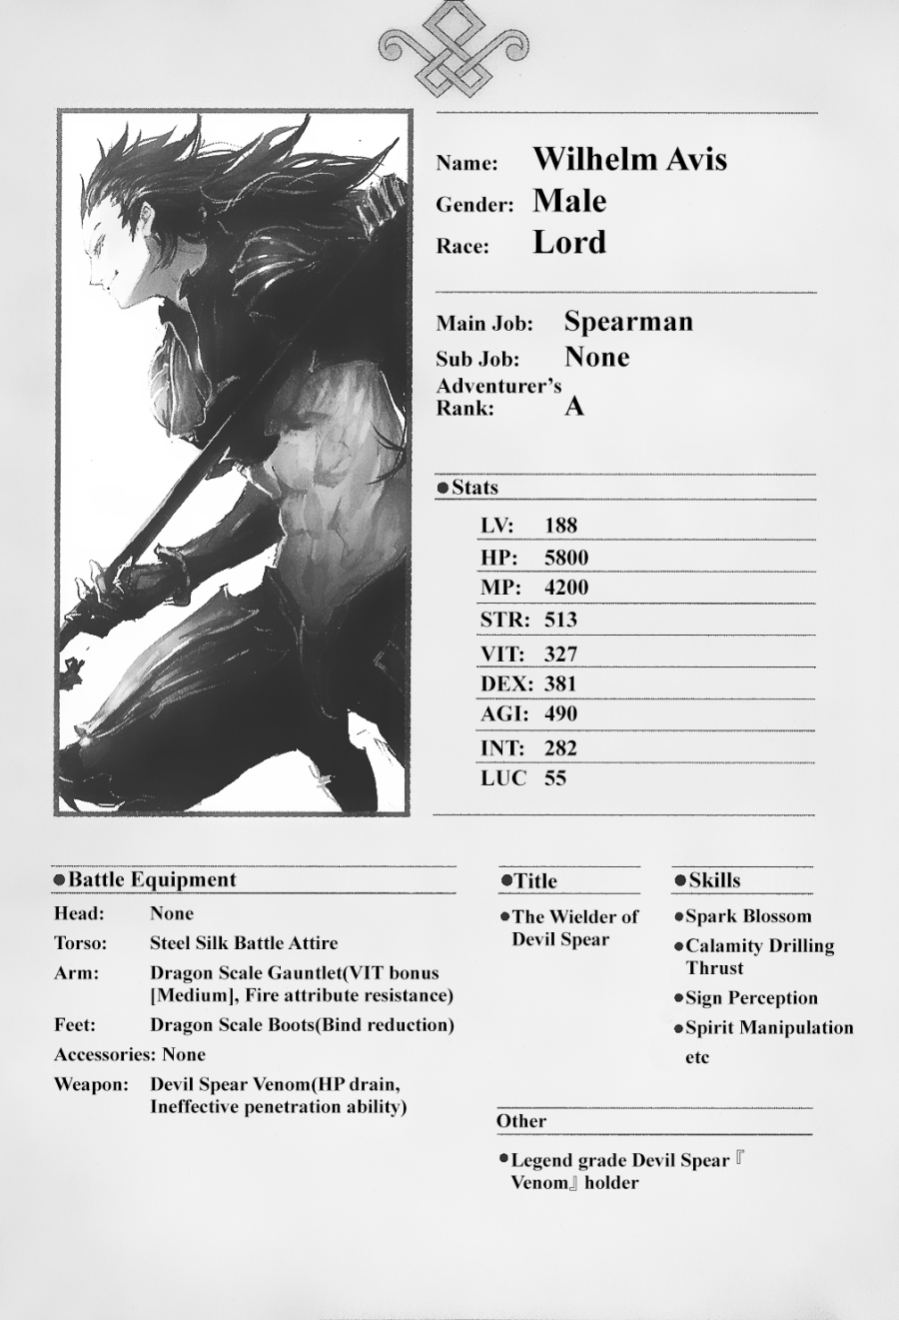 Name: Wilhelm Avis
Gender: Male
Race: Lord
Main Job: Spearman
Sub Job: None
Adventurer's
Rank: A
●Stats
LV: 188
HP: 5800
MP: 4200
STR: 513
VIT: 327
DEX: 381
AGI: 490
INT: 282
LUC 55
●Battle Equipment
Head: None
Torso: Steel Silk Battle Attire
Arm: Dragon Scale Gauntlet(VIT bonus
[Medium], Fire attribute resistance)
Feet: Dragon Scale Boots(Bind reduction)
Accessories: None
Weapon: Devil Spear Venom(HP drain,
Ineffective penetration ability)
●Title
●The Wielder of
Devil Spear
●Skills
●Spark Blossom
●Calamity Drilling
Thrust
●Sign Perception
●Spirit Manipulation
etc
Other
●Legend grade Devil Spear『
Venom』holder